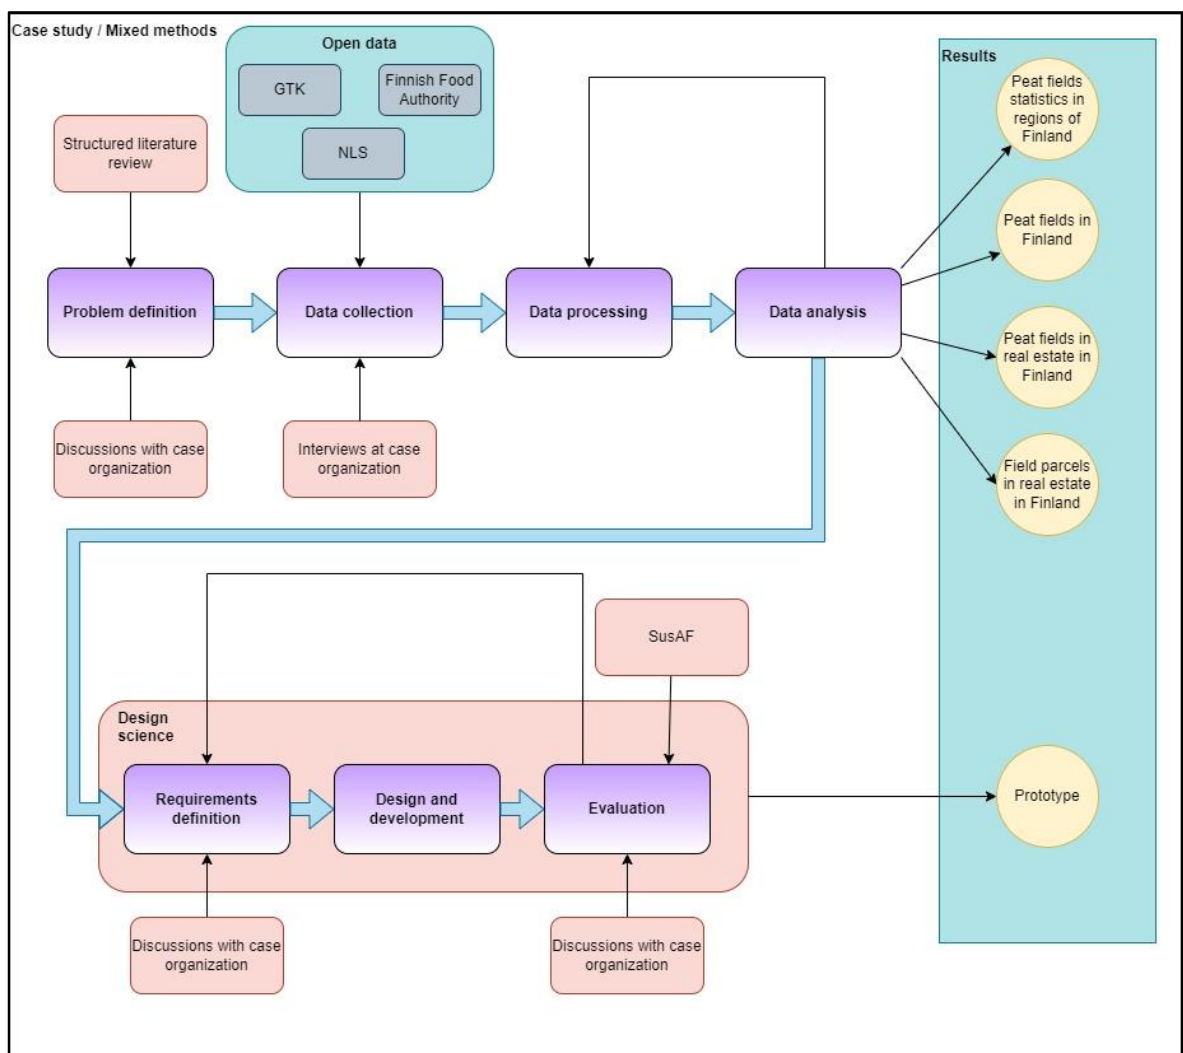 Case study / Mixed methods
Open data
GTK
Finnish Food
Authority
NLS
Structured literature
review
Problem definition
Data collection
Data processing
Data analysis
Discussions with case
organization
Interviews at case
organization
Results
Peat fields
statistics in
regions of
Finland
Peat fields in
Finland
Peat fields
in real estate in
Finland
Field parcels
in real estate
in Finland
SusAF
Design
science
Requirements
definition
Design and
development
Evaluation
Prototype
Discussions with case
organization
Discussions with case
organization